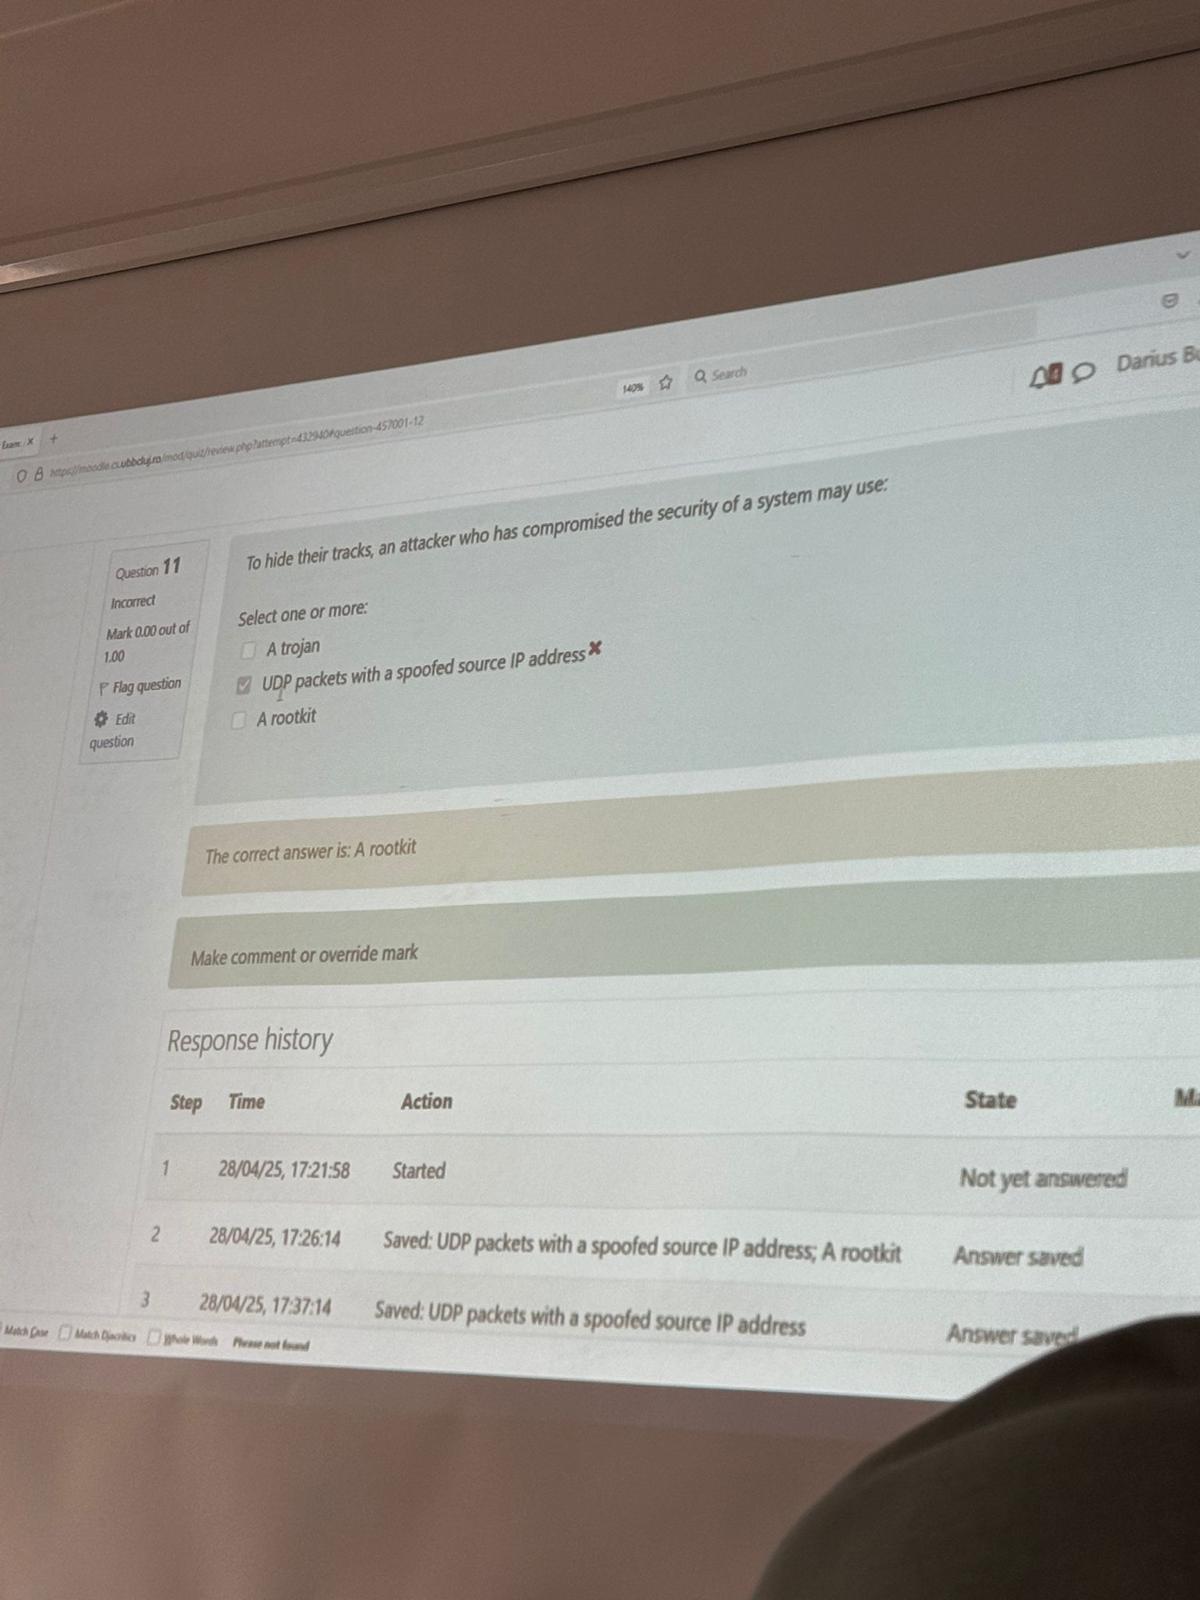 Exam: X +
140% Search
https://moodle.cs.ubbcluj.ro/mod/quiz/review.php?attempt=432940#question-457001-12
4 Darius
Question 11
Incorrect
Mark 0.00 out of
1.00
Flag question
Edit
question
To hide their tracks, an attacker who has compromised the security of a system may use:
Select one or more:
A trojan
UDP packets with a spoofed source IP address
A rootkit
The correct answer is: A rootkit
Make comment or override mark
Response history
Step Time Action State Ma
1 28/04/25, 17:21:58 Started Not yet answered
2 28/04/25, 17:26:14 Saved: UDP packets with a spoofed source IP address; A rootkit Answer saved
3 28/04/25, 17:37:14 Saved: UDP packets with a spoofed source IP address Answer saved
Match Case Match Diacritics Whole Words Phrase not found